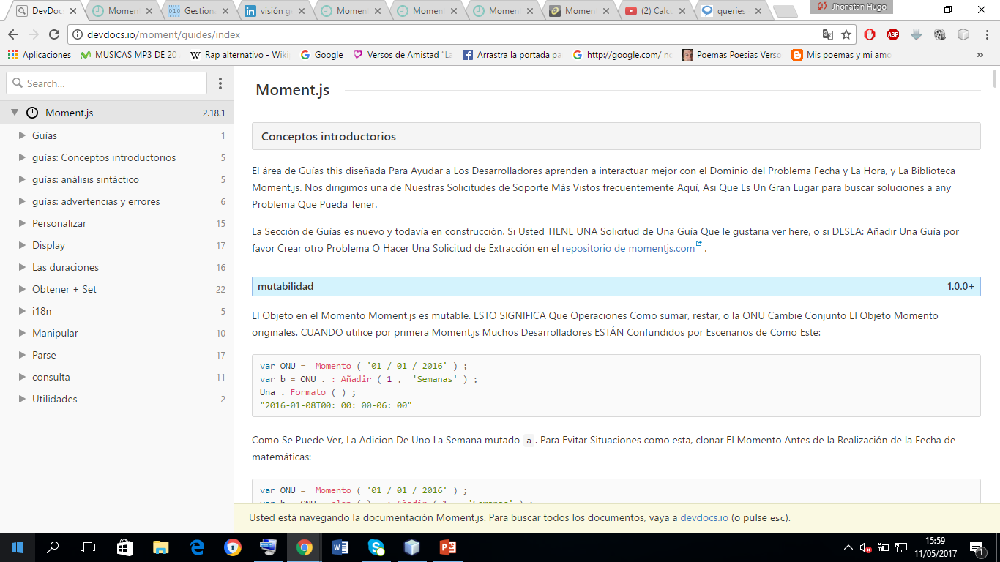 DevDoc
Momen
Gestiona
visión g
Momen
Momen
Momen
Momen
(2) Calcu
queries
Jhonatan Hugo
devdocs.io/moment/guides/index
Aplicaciones
MUSICAS MP3 DE 20
Rap alternativo - Wiki
Google
Versos de Amistad "La
Arrastra la portada pa
http://google.com/ no
Poemas Poesias Verso
Mis poemas y mi amo
»
Search...
Moment.js 2.18.1
Guías 1
guías: Conceptos introductorios 5
guías: análisis sintáctico 5
guías: advertencias y errores 6
Personalizar 15
Display 17
Las duraciones 16
Obtener + Set 22
i18n 5
Manipular 10
Parse 17
consulta 11
Utilidades 2
Moment.js
Conceptos introductorios
El área de Guías this diseñada Para Ayudar a Los Desarrolladores aprenden a interactuar mejor con el Dominio del Problema Fecha y La Hora, y La Biblioteca
Moment.js. Nos dirigimos una de Nuestras Solicitudes de Soporte Más Vistos frecuentemente Aquí, Asi Que Es Un Gran Lugar para buscar soluciones a any
Problema Que Pueda Tener.
La Sección de Guías es nuevo y todavía en construcción. Si Usted TIENE UNA Solicitud de Una Guía Que le gustaria ver here, o si DESEA: Añadir Una Guía por
favor Crear otro Problema O Hacer Una Solicitud de Extracción en el repositorio de momentjs.com .
mutabilidad 1.0.0+
El Objeto en el Momento Moment.js es mutable. ESTO SIGNIFICA Que Operaciones Como sumar, restar, o la ONU Cambie Conjunto El Objeto Momento
originales. CUANDO utilice por primera Moment.js Muchos Desarrolladores ESTÁN Confundidos por Escenarios de Como Este:
var ONU = Momento ( '01 / 01 / 2016' ) ;
var b = ONU . : Añadir ( 1 , 'Semanas' ) ;
Una . Formato ( ) ;
"2016-01-08T00: 00: 00-06: 00"
Como Se Puede Ver, La Adicion De Uno La Semana mutado a . Para Evitar Situaciones como esta, clonar El Momento Antes de la Realización de la Fecha de
matemáticas:
var ONU = Momento ( '01 / 01 / 2016' ) ;
var b = ONU . clon ( ) . : Añadir ( 1 , 'Semanas' ) ;
Usted está navegando la documentación Moment.js. Para buscar todos los documentos, vaya a devdocs.io (o pulse esc).
15:59
11/05/2017
1